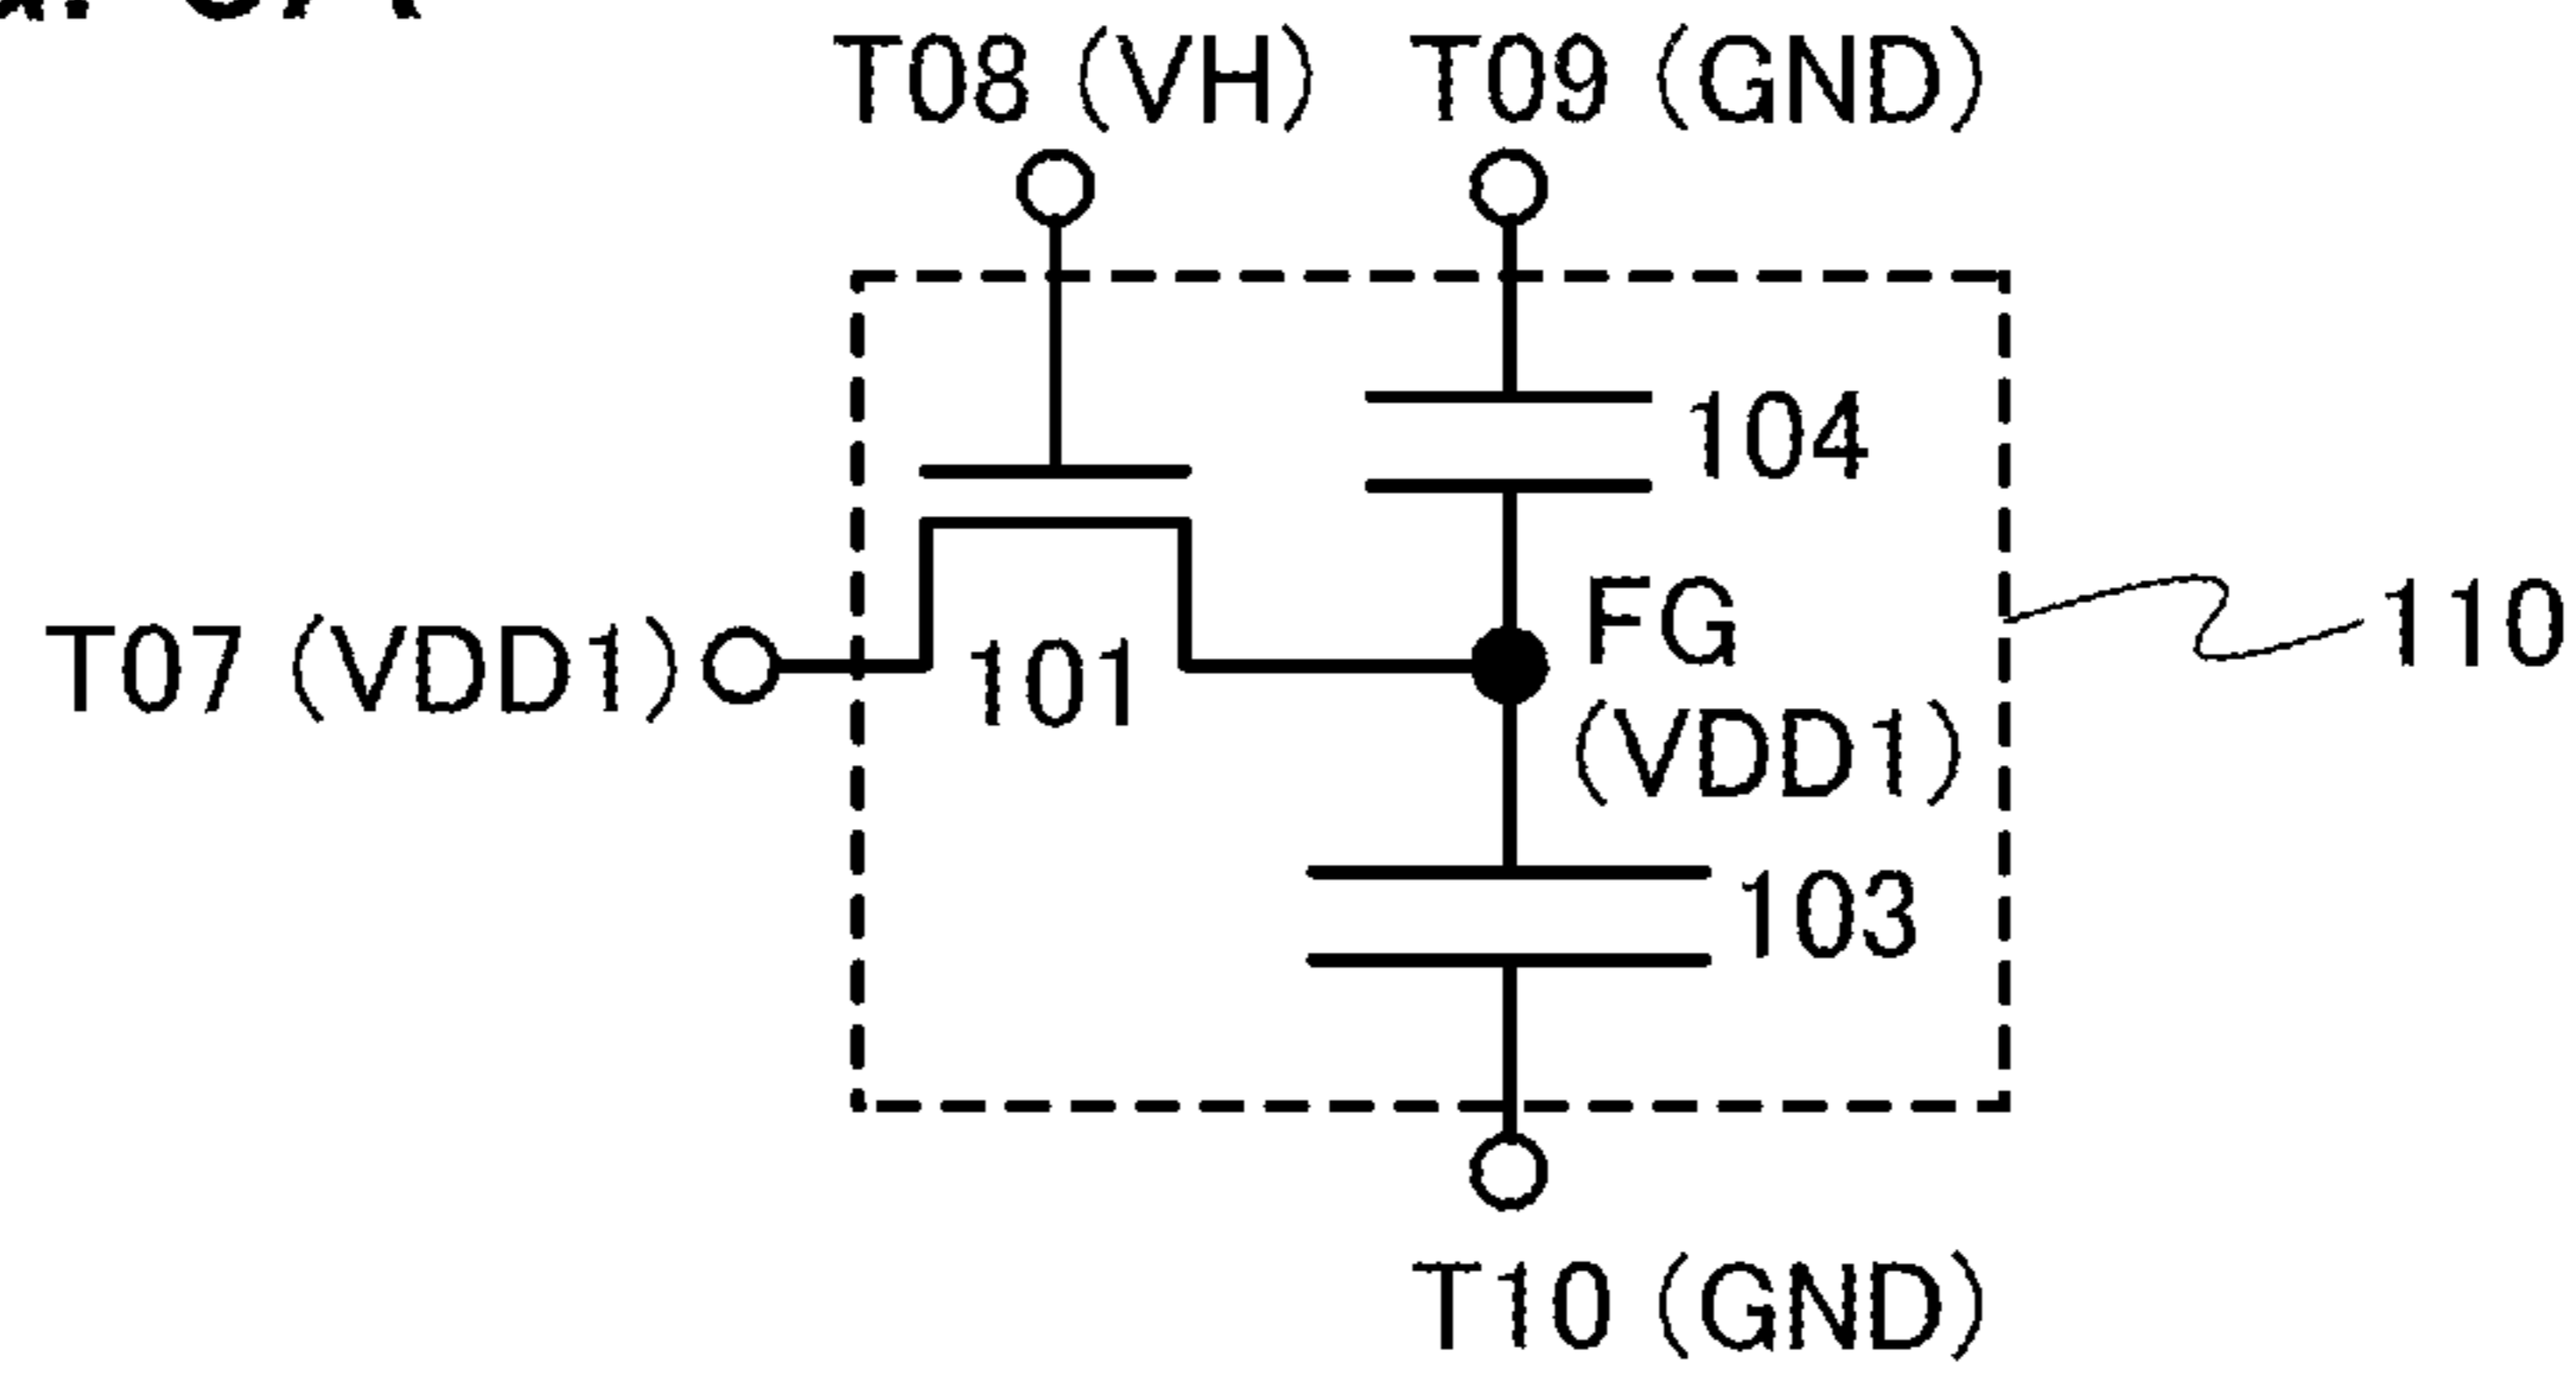 T08 (VH) T09 (GND)
104
T07 (VDD1)
101
FG
(VDD1)
110
103
T10 (GND)